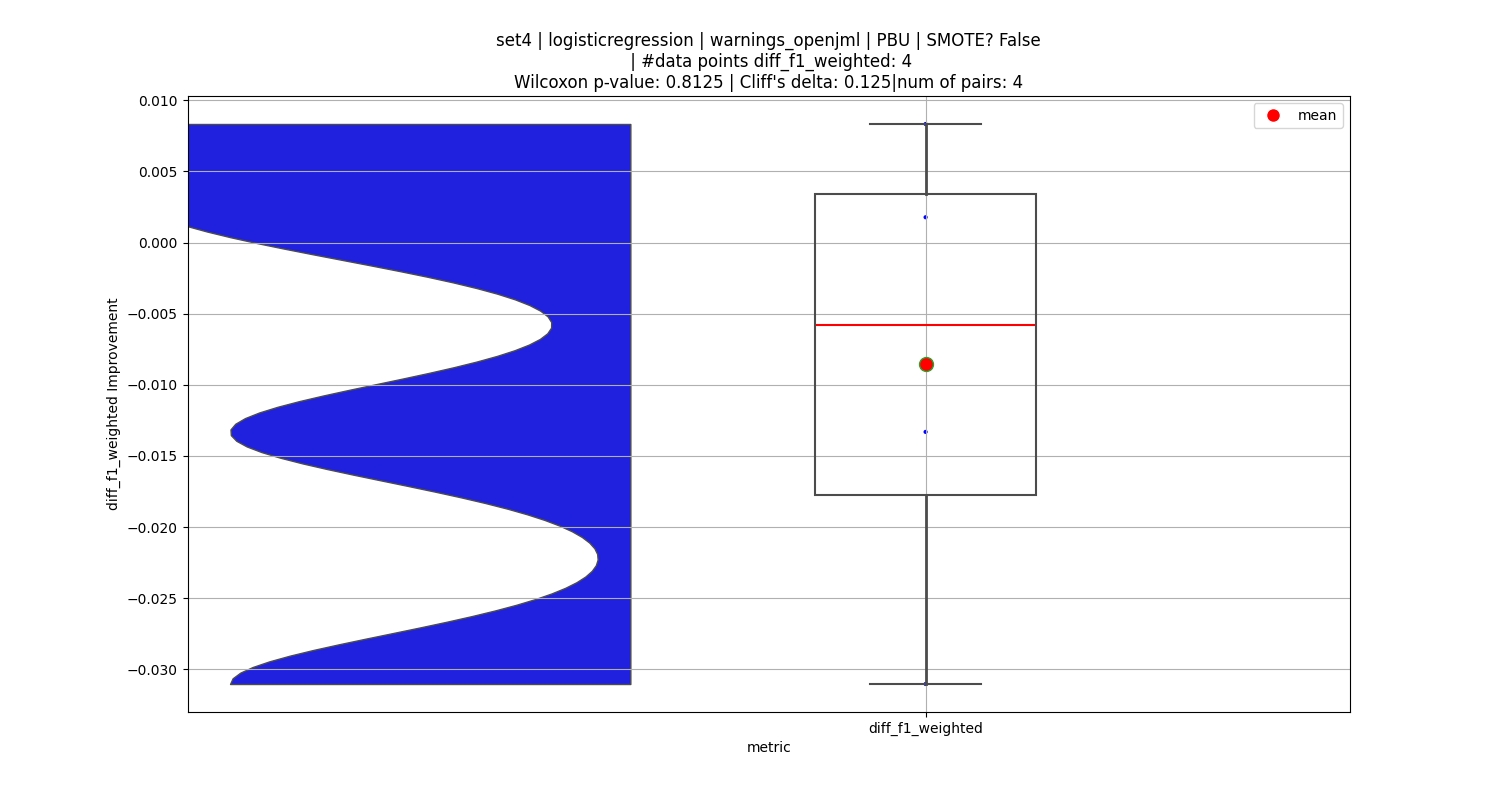 set4 | logisticregression | warnings_openjml | PBU | SMOTE? False
| #data points diff_f1_weighted: 4
Wilcoxon p-value: 0.8125 | Cliff's delta: 0.125|num of pairs: 4
mean
diff_f1_weighted Improvement
0.010
0.005
0.000
−0.005
−0.010
−0.015
−0.020
−0.025
−0.030
diff_f1_weighted
metric